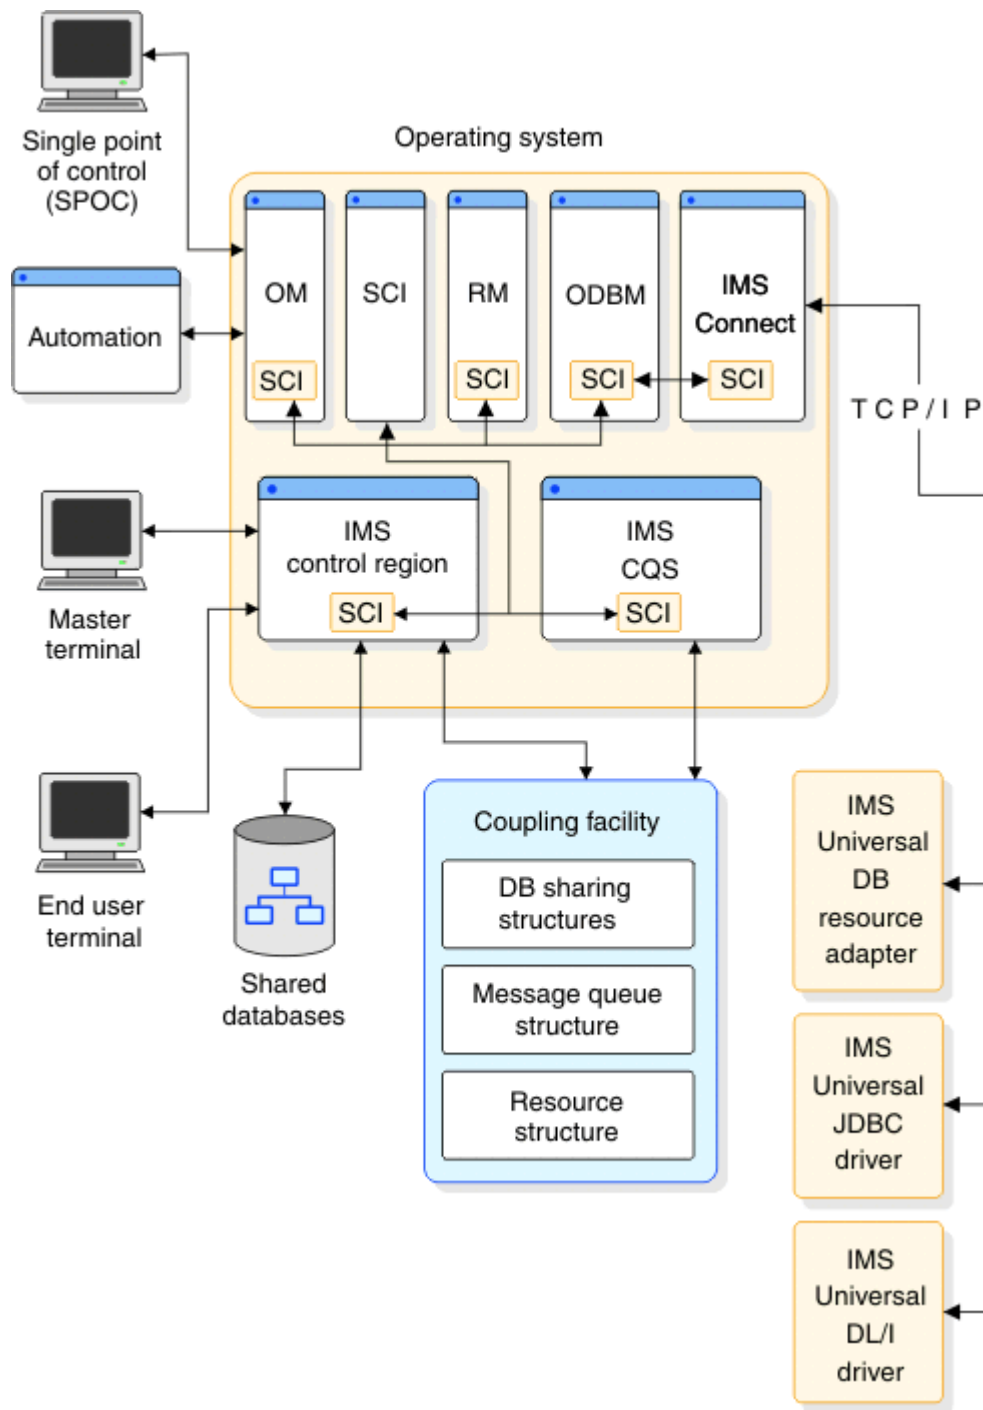 Single point
of control
(SPOC)
Operating system
OM
SCI
RM
ODBM
IMS
Connect
SCI
SCI
SCI
SCI
Automation
T C P / I P
IMS
control region
SCI
IMS
CQS
SCI
Master
terminal
End user
terminal
Shared
databases
Coupling facility
DB sharing
structures
Message queue
structure
Resource
structure
IMS
Universal
DB
resource
adapter
IMS
Universal
JDBC
driver
IMS
Universal
DL/I
driver